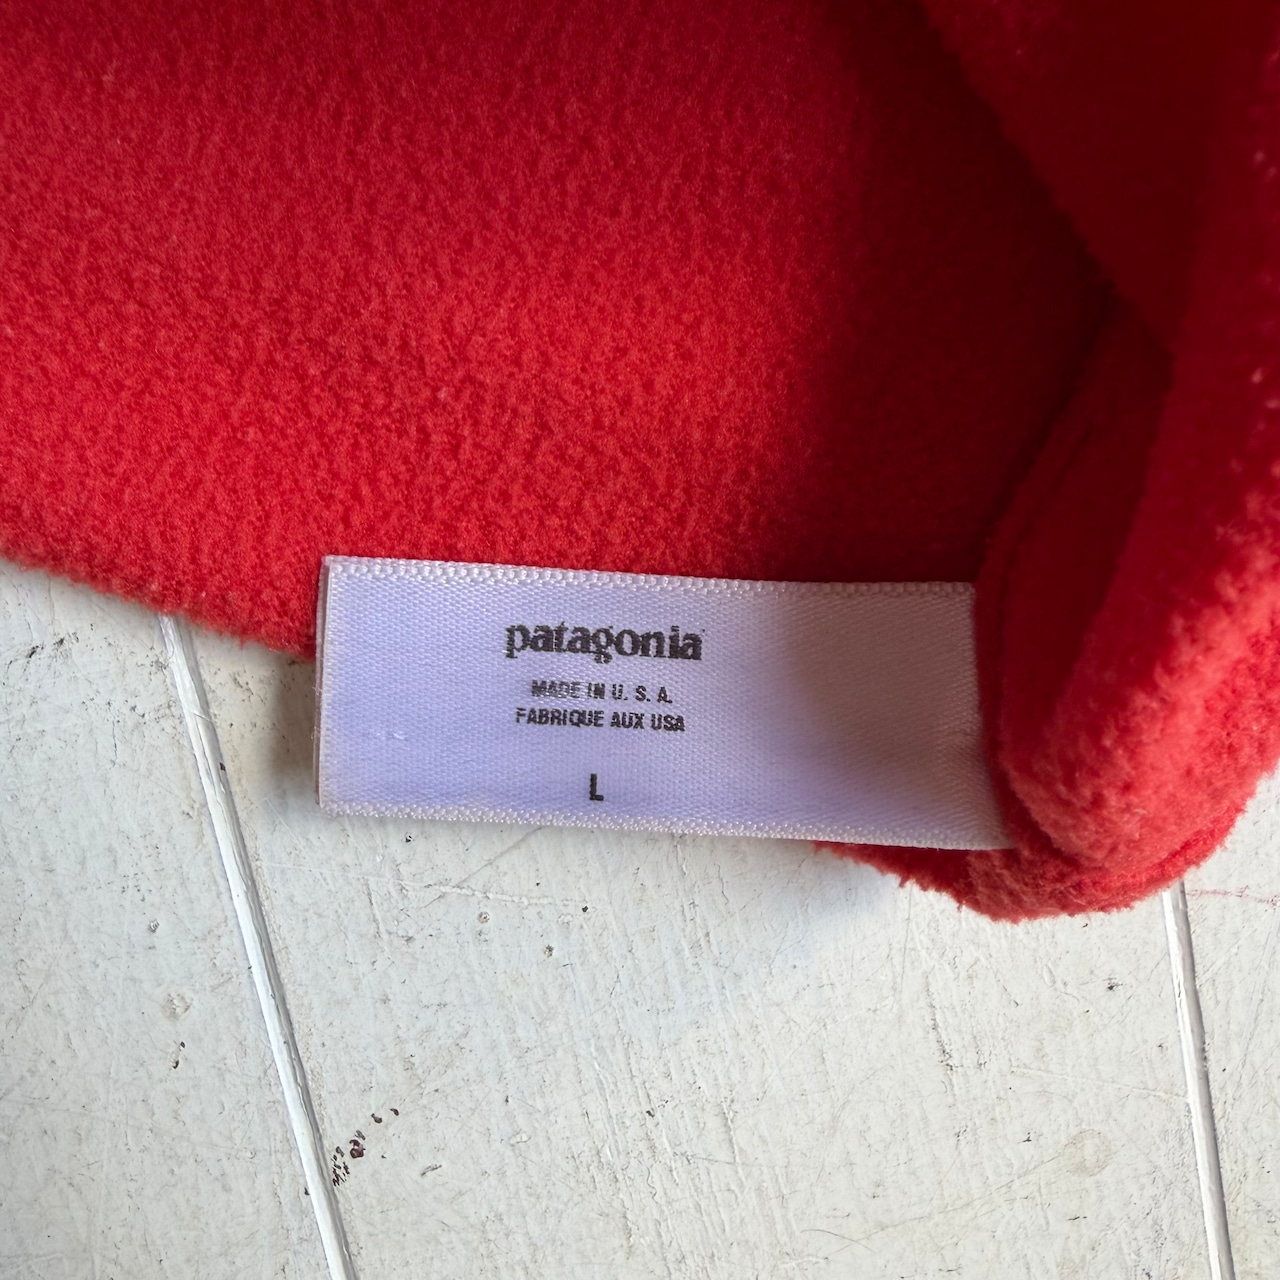 patagonia
MADE IN U. S. A.
FABRIQUE AUX USA
L